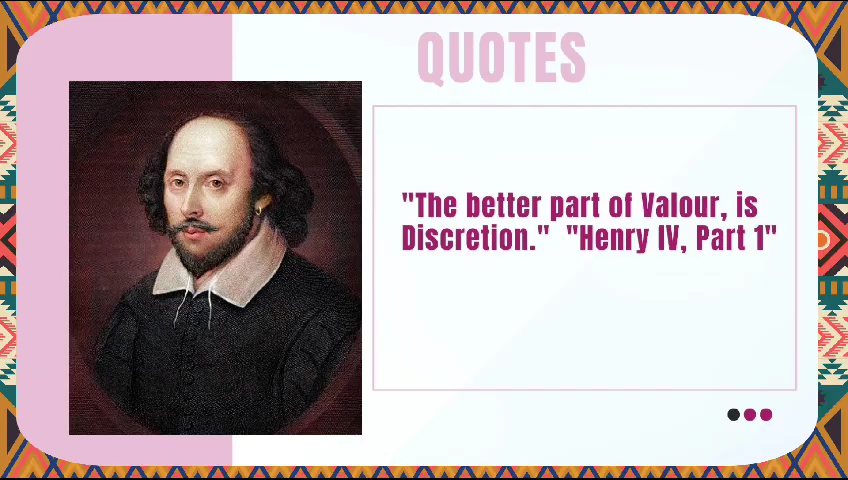 QUOTES
"The better part of Valour, is
Discretion."  "Henry IV, Part 1"